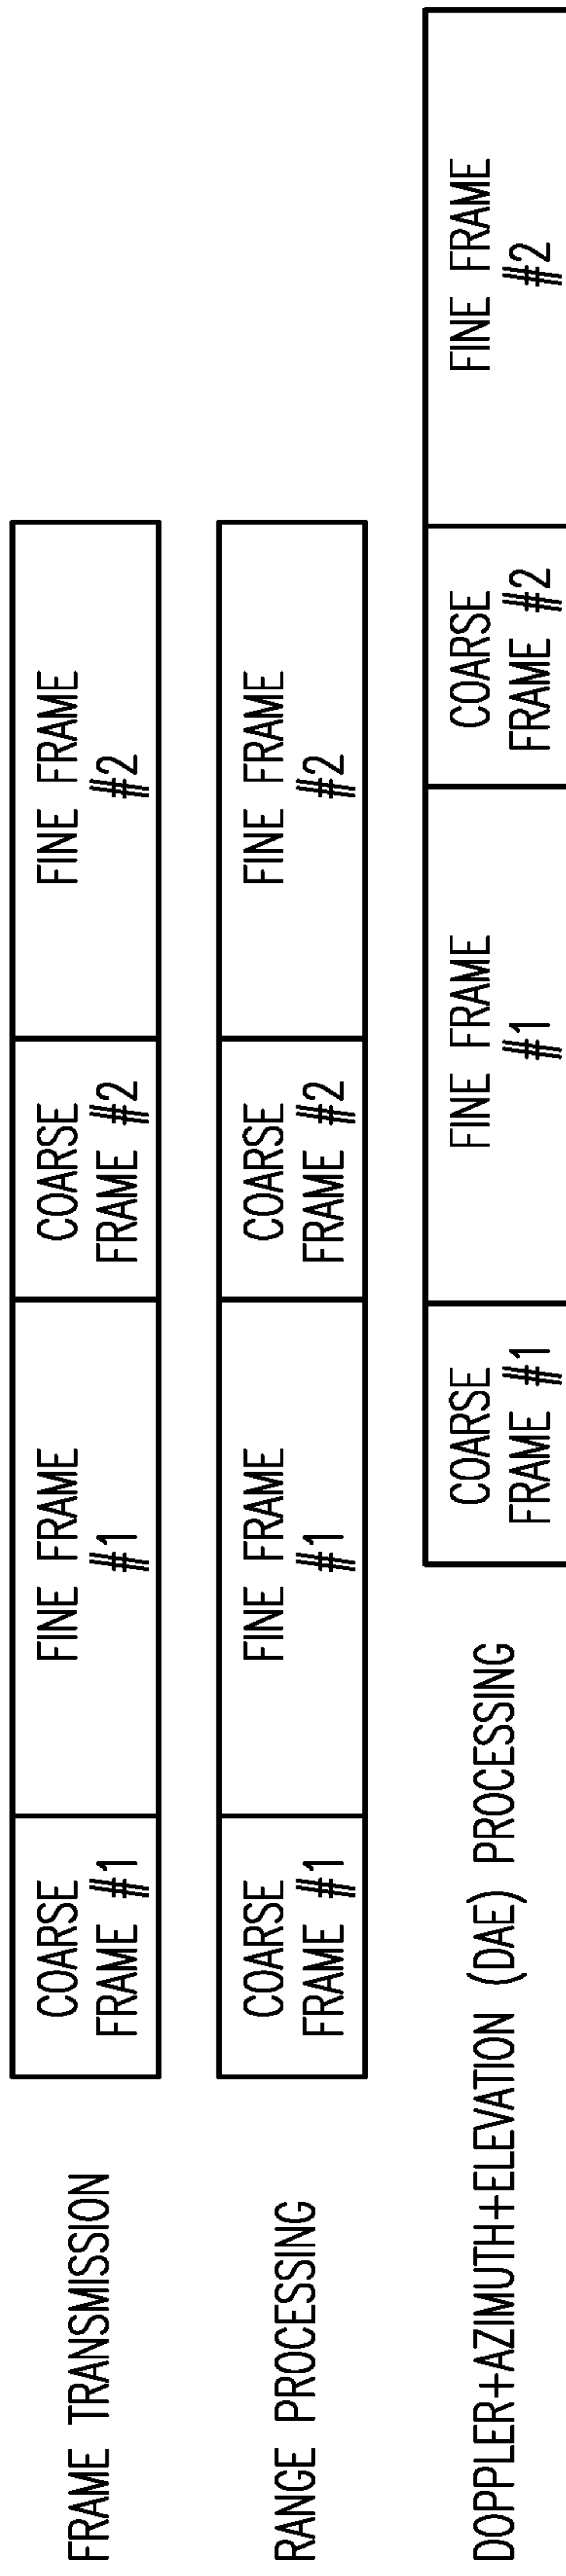 FRAME TRANSMISSION
COARSE
FRAME #1
FINE FRAME
#1
COARSE
FRAME #2
FINE FRAME
#2
RANGE PROCESSING
COARSE
FRAME #1
FINE FRAME
#1
COARSE
FRAME #2
FINE FRAME
#2
DOPPLER+AZIMUTH+ELEVATION (DAE) PROCESSING
COARSE
FRAME #1
FINE FRAME
#1
COARSE
FRAME #2
FINE FRAME
#2